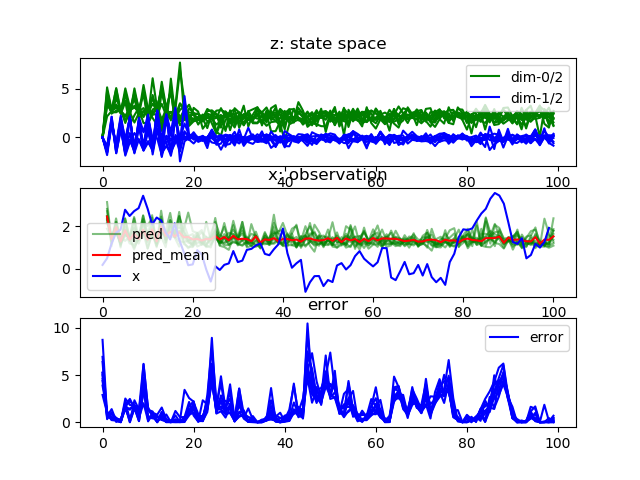 z: state space
5
0
dim-0/2
dim-1/2
0 20 40 60 80 100
x: observation
2
0
pred
pred_mean
x
0 20 40 60 80 100
error
10
5
0
error
0 20 40 60 80 100